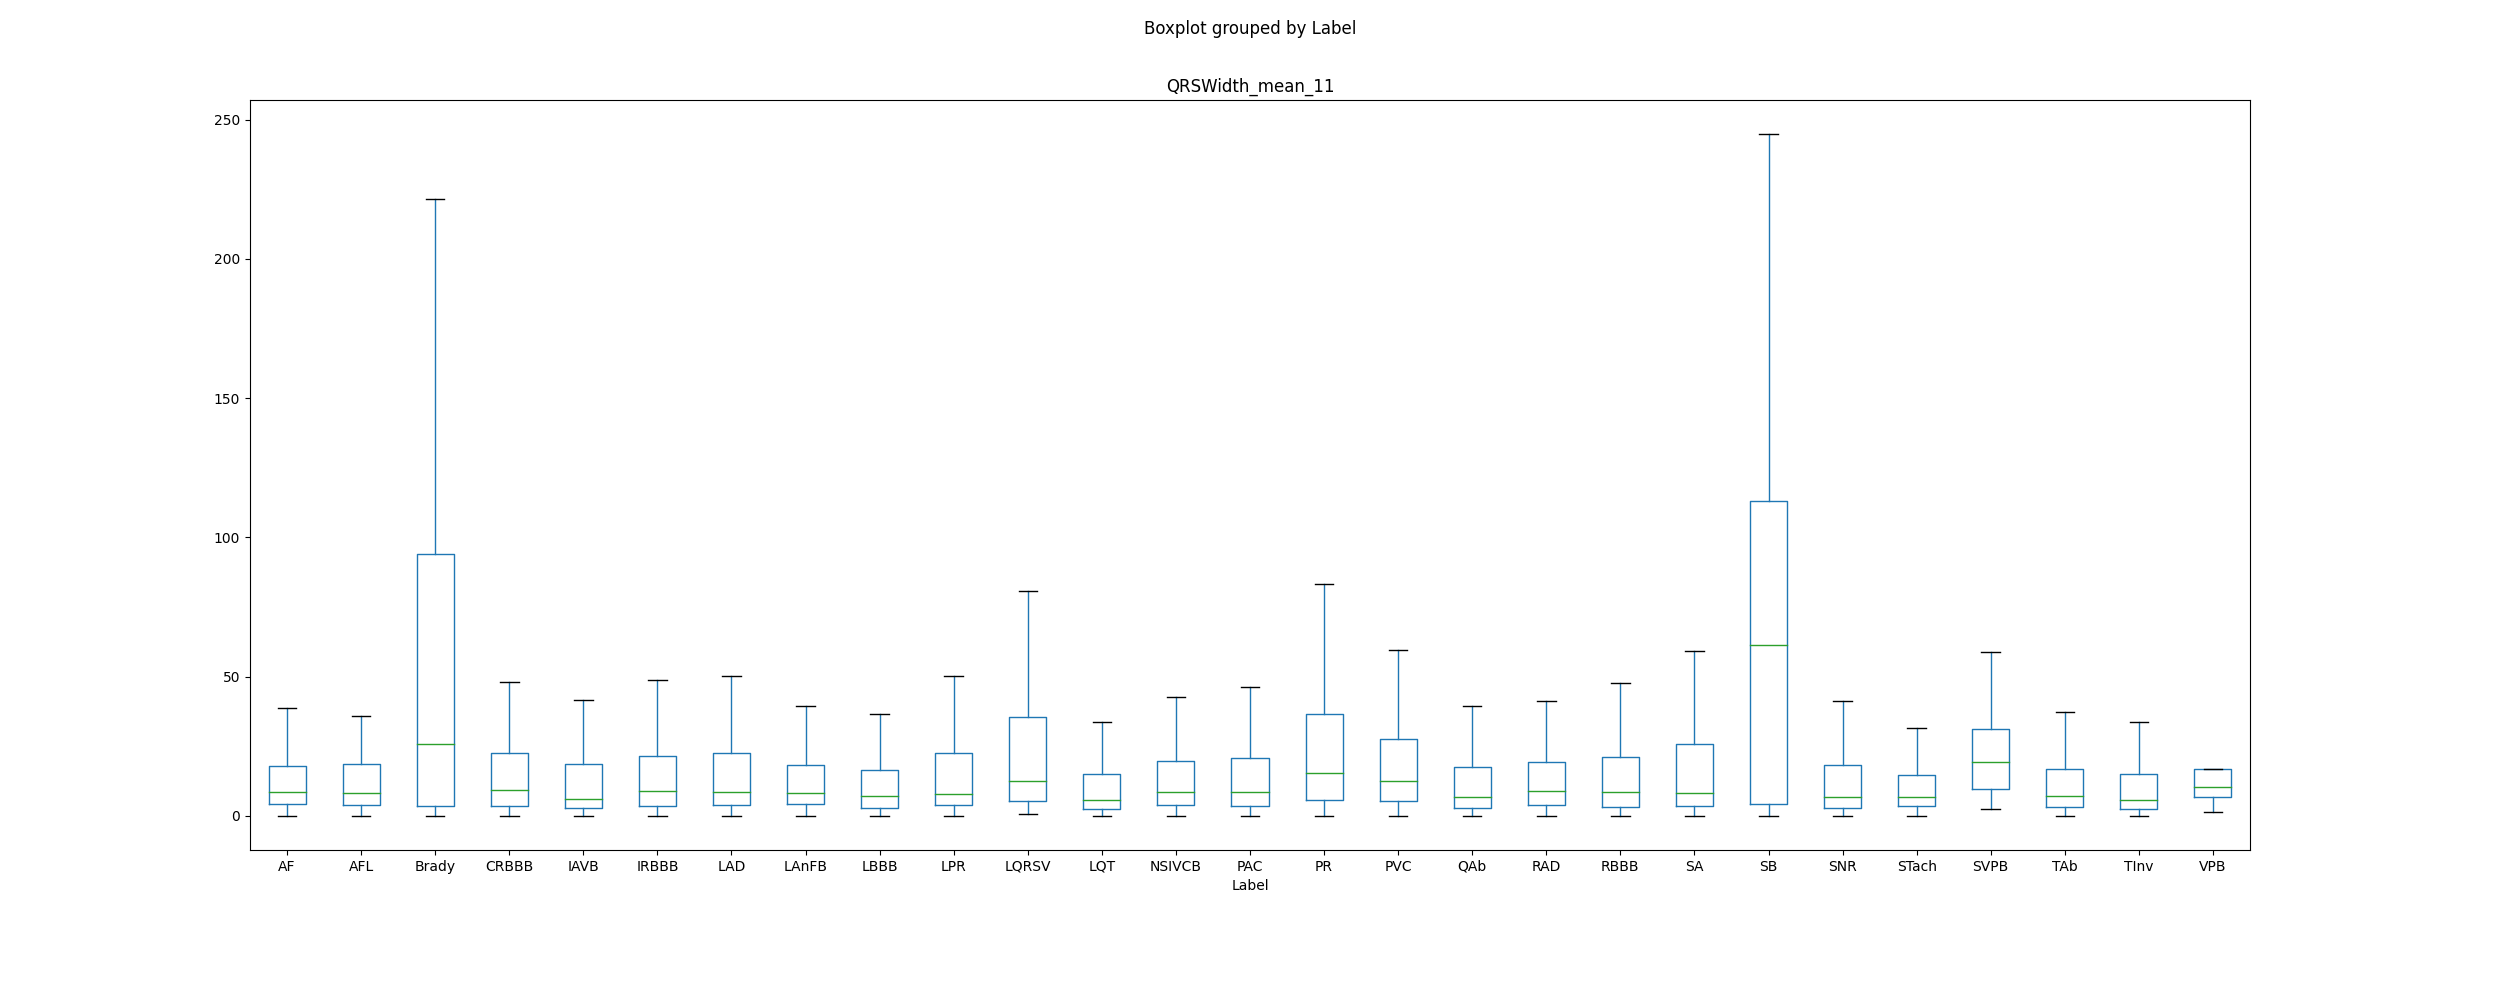 Boxplot grouped by Label
QRSWidth_mean_11
250
200
150
100
50
0
AF AFL Brady CRBBB IAVB IRBBB LAD LAnFB LBBB LPR LQRSV LQT NSIVCB PAC PR PVC QAb RAD RBBB SA SB SNR STach SVPB TAb TInv VPB
Label